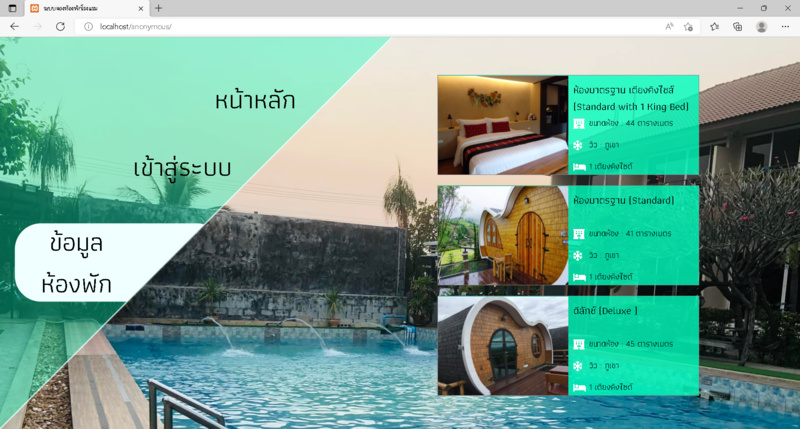 ระบบจองห้องพักโรงแรม
localhost/anonymous/
หน้าหลัก
เข้าสู่ระบบ
ข้อมูล
ห้องพัก
ห้องมาตรฐาน เตียงคิงไซส์
(Standard with 1 King Bed)
ขนาดห้อง : 44 ตารางเมตร
วิว : ภูเขา
1 เตียงคิงไซต์
ห้องมาตรฐาน (Standard)
ขนาดห้อง : 41 ตารางเมตร
วิว : ภูเขา
1 เตียงคิงไซต์
ดีลักซ์ (Deluxe )
ขนาดห้อง : 45 ตารางเมตร
วิว : ภูเขา
1 เตียงคิงไซต์